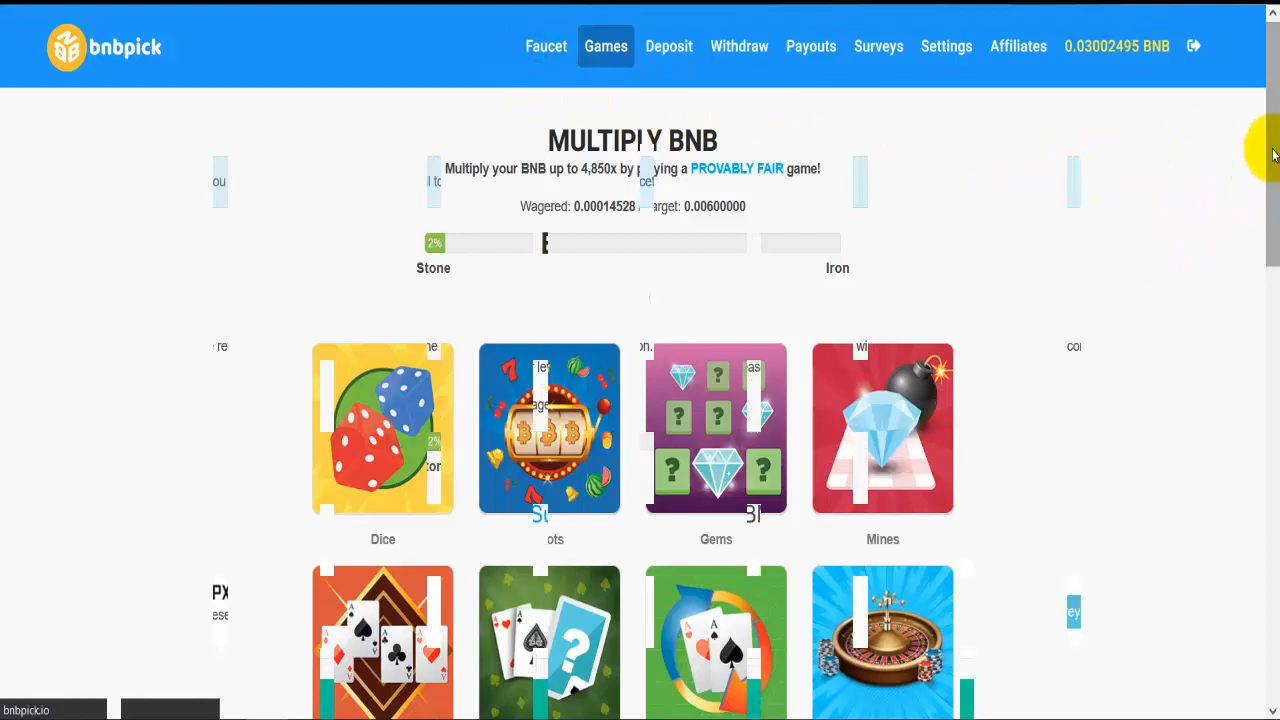 bnbpick Faucet Games Deposit Withdraw Payouts Surveys Settings Affiliates 0.03002495 BNB
MULTIPLY BNB
Multiply your BNB up to 4,850x by playing a PROVABLY FAIR game!
Wagered: 0.00014528 / Target: 0.00600000
2%
Stone Iron
Dice Slots Gems Mines
bnbpick.io